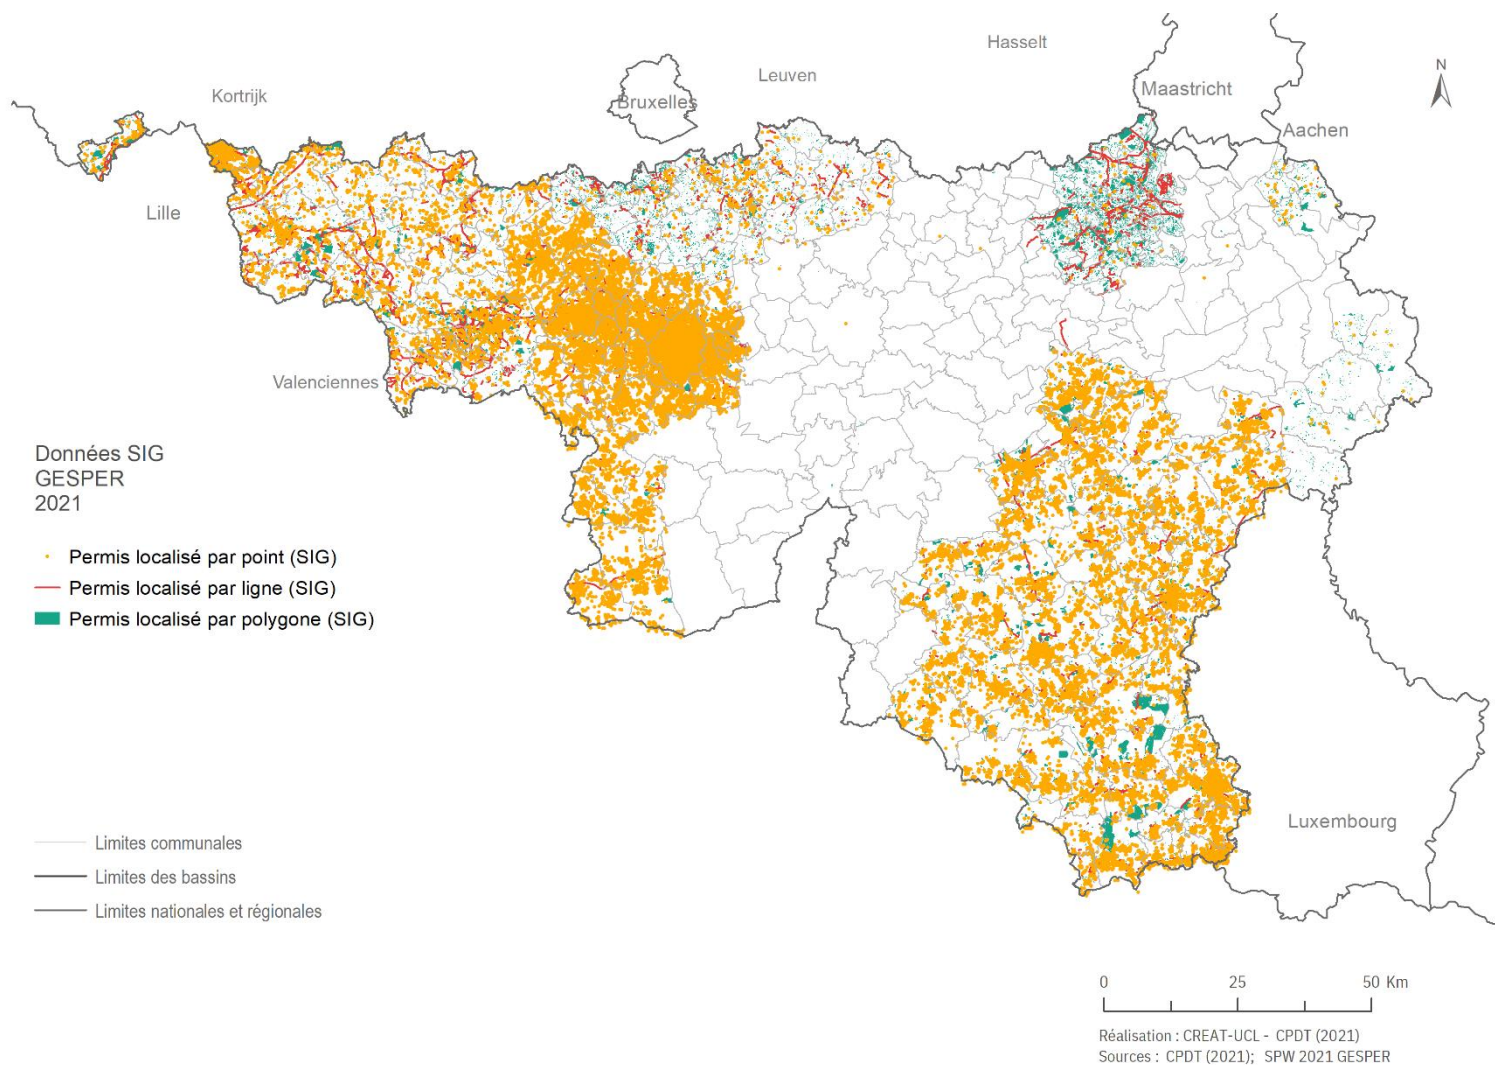 Hasselt
N
Leuven
Maastricht
Kortrijk
Bruxelles
Aachen
Lille
Valenciennes
Données SIG
GESPER
2021
Permis localisé par point (SIG)
Permis localisé par ligne (SIG)
Permis localisé par polygone (SIG)
Luxembourg
Limites communales
Limites des bassins
Limites nationales et régionales
0 25 50 Km
Réalisation : CREAT-UCL - CPDT (2021)
Sources : CPDT (2021); SPW 2021 GESPER